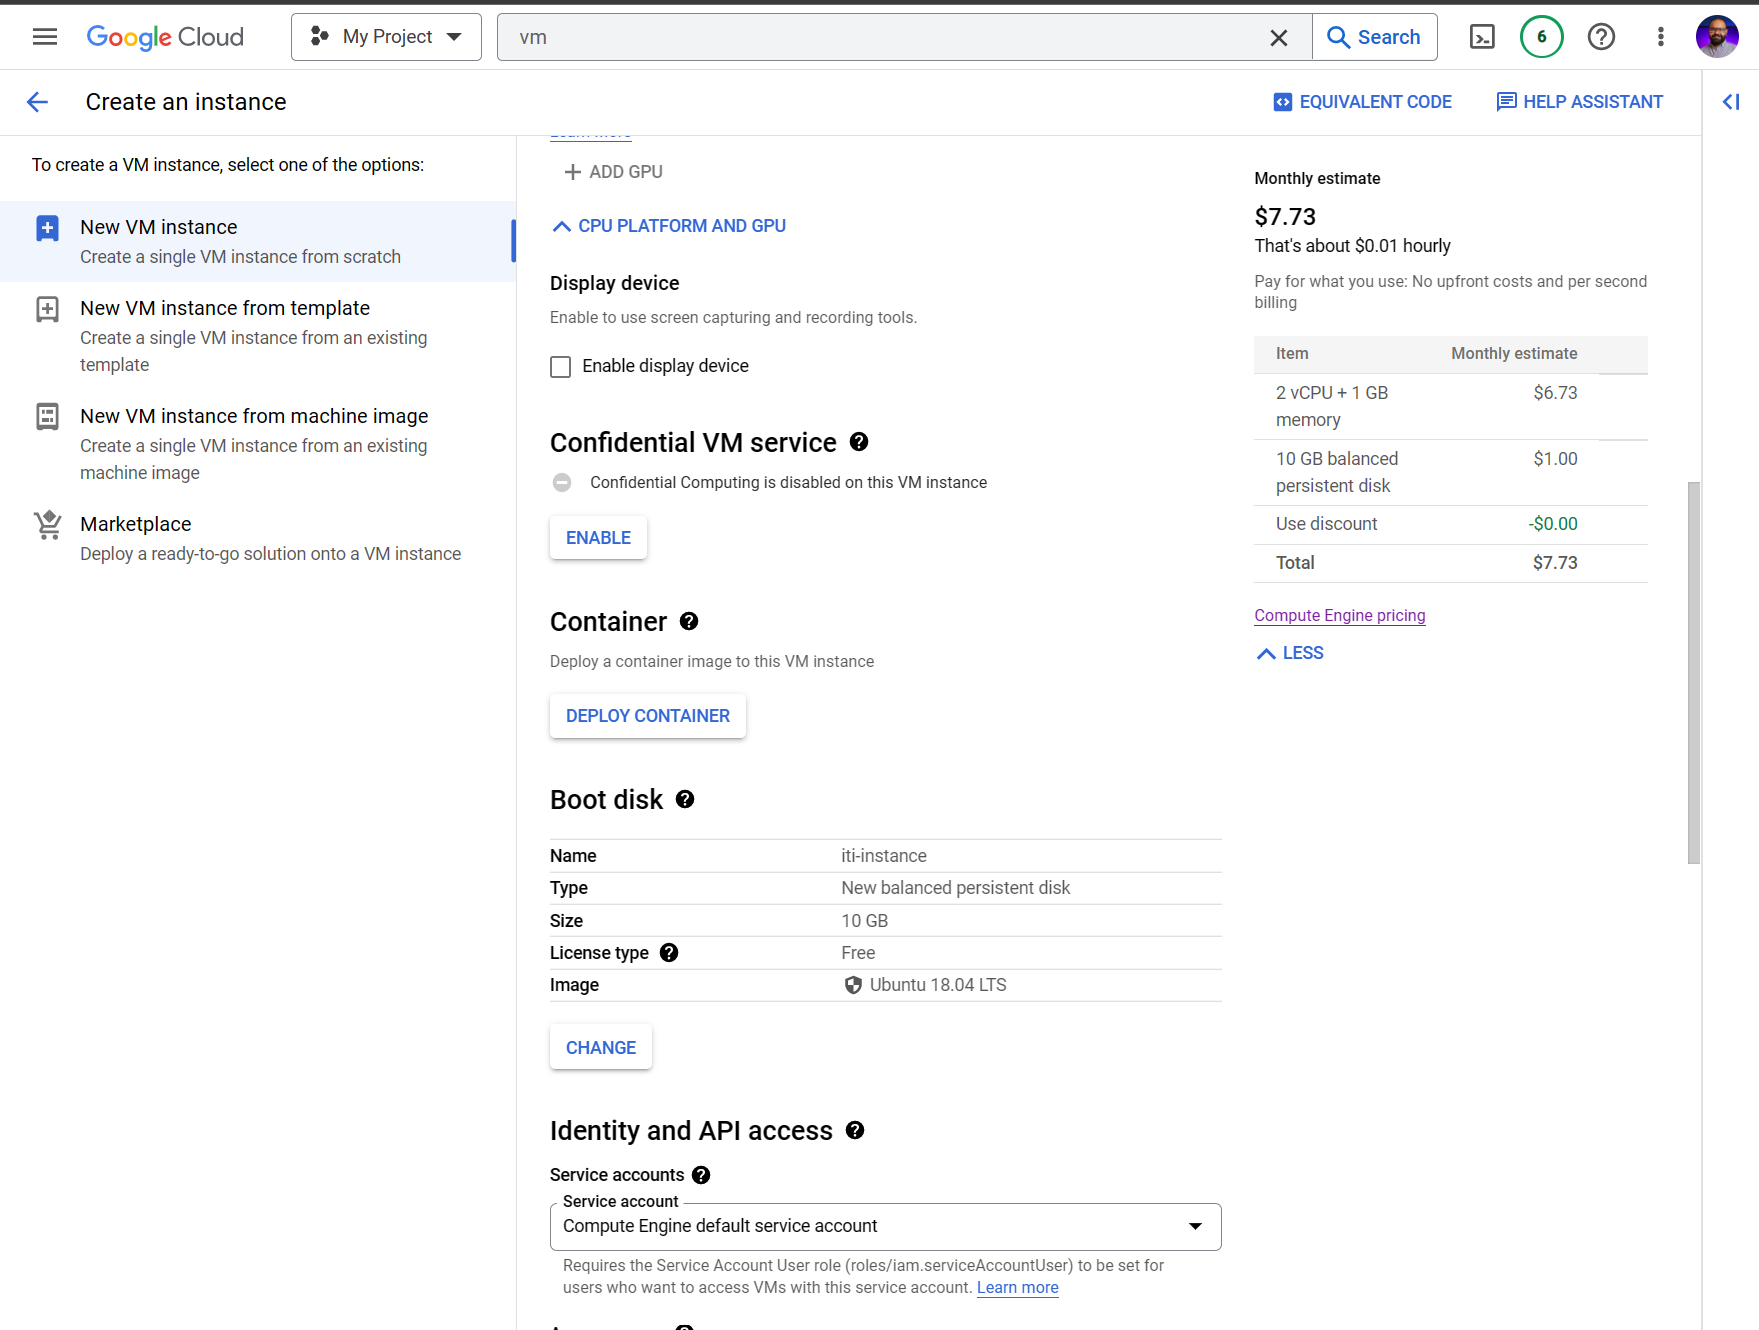 Google Cloud
My Project
vm
Search
6
Create an instance
EQUIVALENT CODE
HELP ASSISTANT
To create a VM instance, select one of the options:
New VM instance
Create a single VM instance from scratch
New VM instance from template
Create a single VM instance from an existing
template
New VM instance from machine image
Create a single VM instance from an existing
machine image
Marketplace
Deploy a ready-to-go solution onto a VM instance
Learn more
ADD GPU
CPU PLATFORM AND GPU
Display device
Enable to use screen capturing and recording tools.
Enable display device
Confidential VM service
Confidential Computing is disabled on this VM instance
ENABLE
Container
Deploy a container image to this VM instance
DEPLOY CONTAINER
Boot disk
Name iti-instance
Type New balanced persistent disk
Size 10 GB
License type Free
Image Ubuntu 18.04 LTS
CHANGE
Identity and API access
Service accounts
Service account
Compute Engine default service account
Requires the Service Account User role (roles/iam.serviceAccountUser) to be set for
users who want to access VMs with this service account. Learn more
Monthly estimate
$7.73
That's about $0.01 hourly
Pay for what you use: No upfront costs and per second
billing
Item Monthly estimate
2 vCPU + 1 GB $6.73
memory
10 GB balanced $1.00
persistent disk
Use discount -$0.00
Total $7.73
Compute Engine pricing
LESS